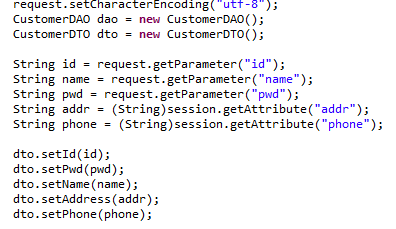 request.setCharacterEncoding("utf-8");
CustomerDAO dao = new CustomerDAO();
CustomerDTO dto = new CustomerDTO();
String id = request.getParameter("id");
String name = request.getParameter("name");
String pwd = request.getParameter("pwd");
String addr = (String)session.getAttribute("addr");
String phone = (String)session.getAttribute("phone");
dto.setId(id);
dto.setPwd(pwd);
dto.setName(name);
dto.setAddress(addr);
dto.setPhone(phone);